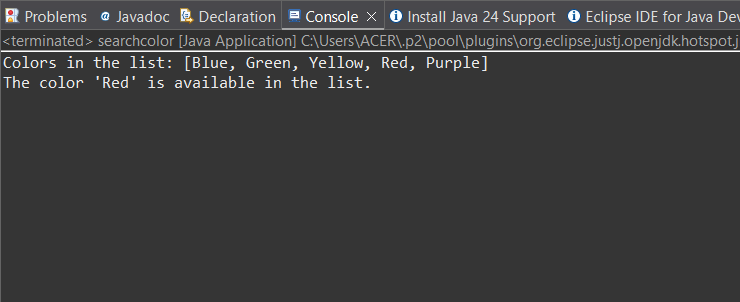 Problems @ Javadoc Declaration Console × Install Java 24 Support Eclipse IDE for Java Dev
<terminated> searchcolor [Java Application] C:\Users\ACER\.p2\pool\plugins\org.eclipse.justj.openjdk.hotspot.j
Colors in the list: [Blue, Green, Yellow, Red, Purple]
The color 'Red' is available in the list.